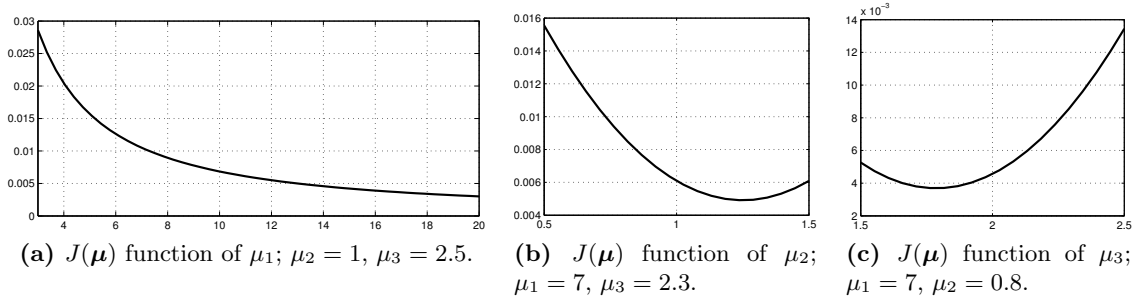 0.03
0.025
0.02
0.015
0.01
0.005
0
4 6 8 10 12 14 16 18 20
(a) J(μ) function of μ1; μ2 = 1, μ3 = 2.5.
0.016
0.014
0.012
0.01
0.008
0.006
0.004
0.5 1 1.5
(b) J(μ) function of μ2;
μ1 = 7, μ3 = 2.3.
x 10⁻³
14
12
10
8
6
4
2
1.5 2 2.5
(c) J(μ) function of μ3;
μ1 = 7, μ2 = 0.8.